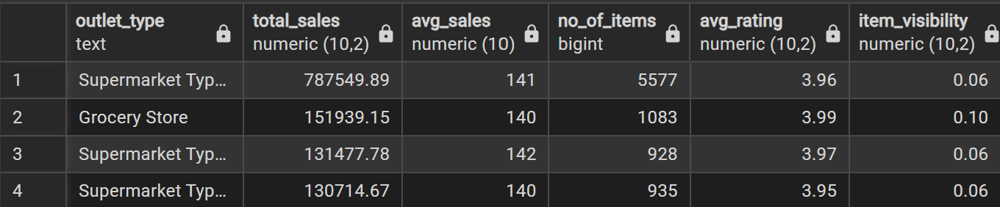 outlet_type total_sales avg_sales no_of_items avg_rating item_visibility
text numeric (10,2) numeric (10) bigint numeric (10,2) numeric (10,2)
1 Supermarket Typ... 787549.89 141 5577 3.96 0.06
2 Grocery Store 151939.15 140 1083 3.99 0.10
3 Supermarket Typ... 131477.78 142 928 3.97 0.06
4 Supermarket Typ... 130714.67 140 935 3.95 0.06